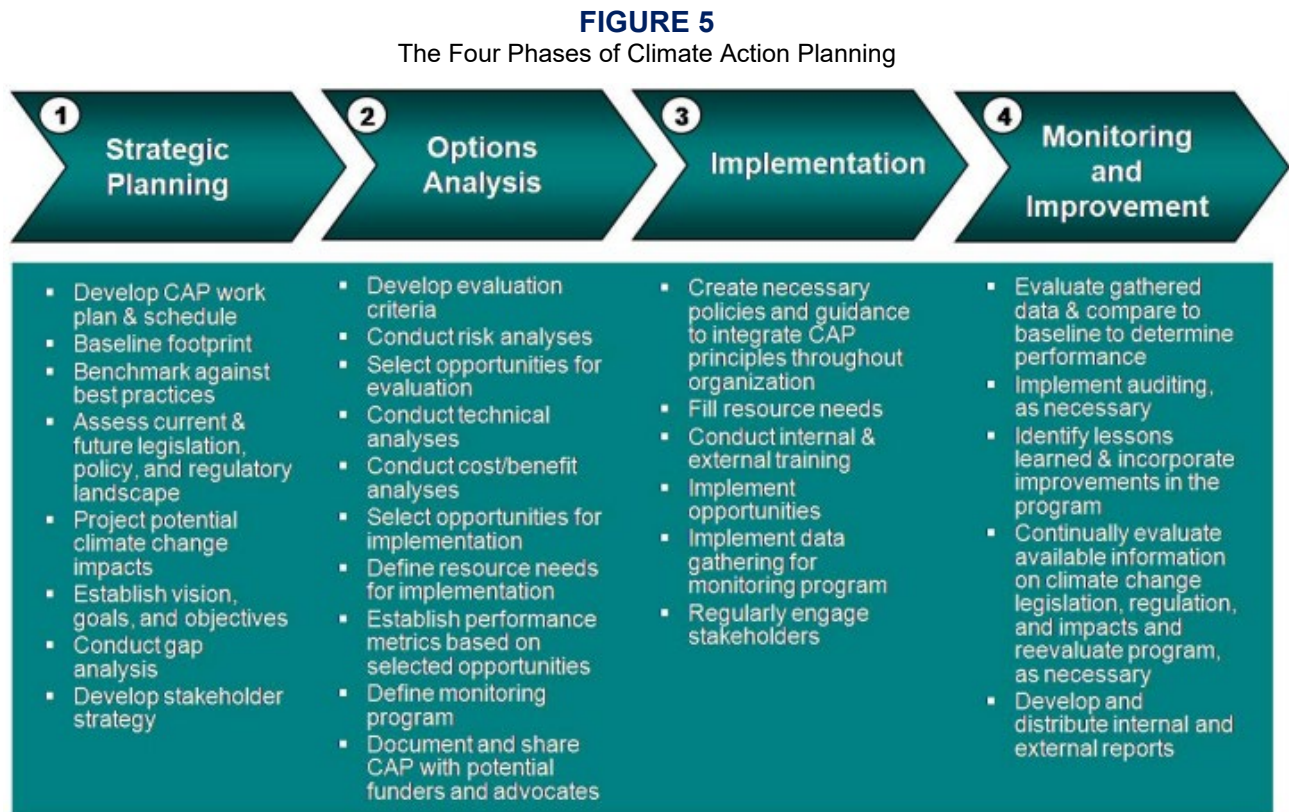 FIGURE 5
The Four Phases of Climate Action Planning
1
Strategic
Planning
2
Options
Analysis
3
Implementation
4
Monitoring
and
Improvement
▪ Develop CAP work
plan & schedule
▪ Baseline footprint
▪ Benchmark against
best practices
▪ Assess current &
future legislation,
policy, and regulatory
landscape
▪ Project potential
climate change
impacts
▪ Establish vision,
goals, and objectives
▪ Conduct gap
analysis
▪ Develop stakeholder
strategy
▪ Develop evaluation
criteria
▪ Conduct risk analyses
▪ Select opportunities for
evaluation
▪ Conduct technical
analyses
▪ Conduct cost/benefit
analyses
▪ Select opportunities for
implementation
▪ Define resource needs
for implementation
▪ Establish performance
metrics based on
selected opportunities
▪ Define monitoring
program
▪ Document and share
CAP with potential
funders and advocates
▪ Create necessary
policies and guidance
to integrate CAP
principles throughout
organization
▪ Fill resource needs
▪ Conduct internal &
external training
▪ Implement
opportunities
▪ Implement data
gathering for
monitoring program
▪ Regularly engage
stakeholders
▪ Evaluate gathered
data & compare to
baseline to determine
performance
▪ Implement auditing,
as necessary
▪ Identify lessons
learned & incorporate
improvements in the
program
▪ Continually evaluate
available information
on climate change
legislation, regulation,
and impacts and
reevaluate program,
as necessary
▪ Develop and
distribute internal and
external reports